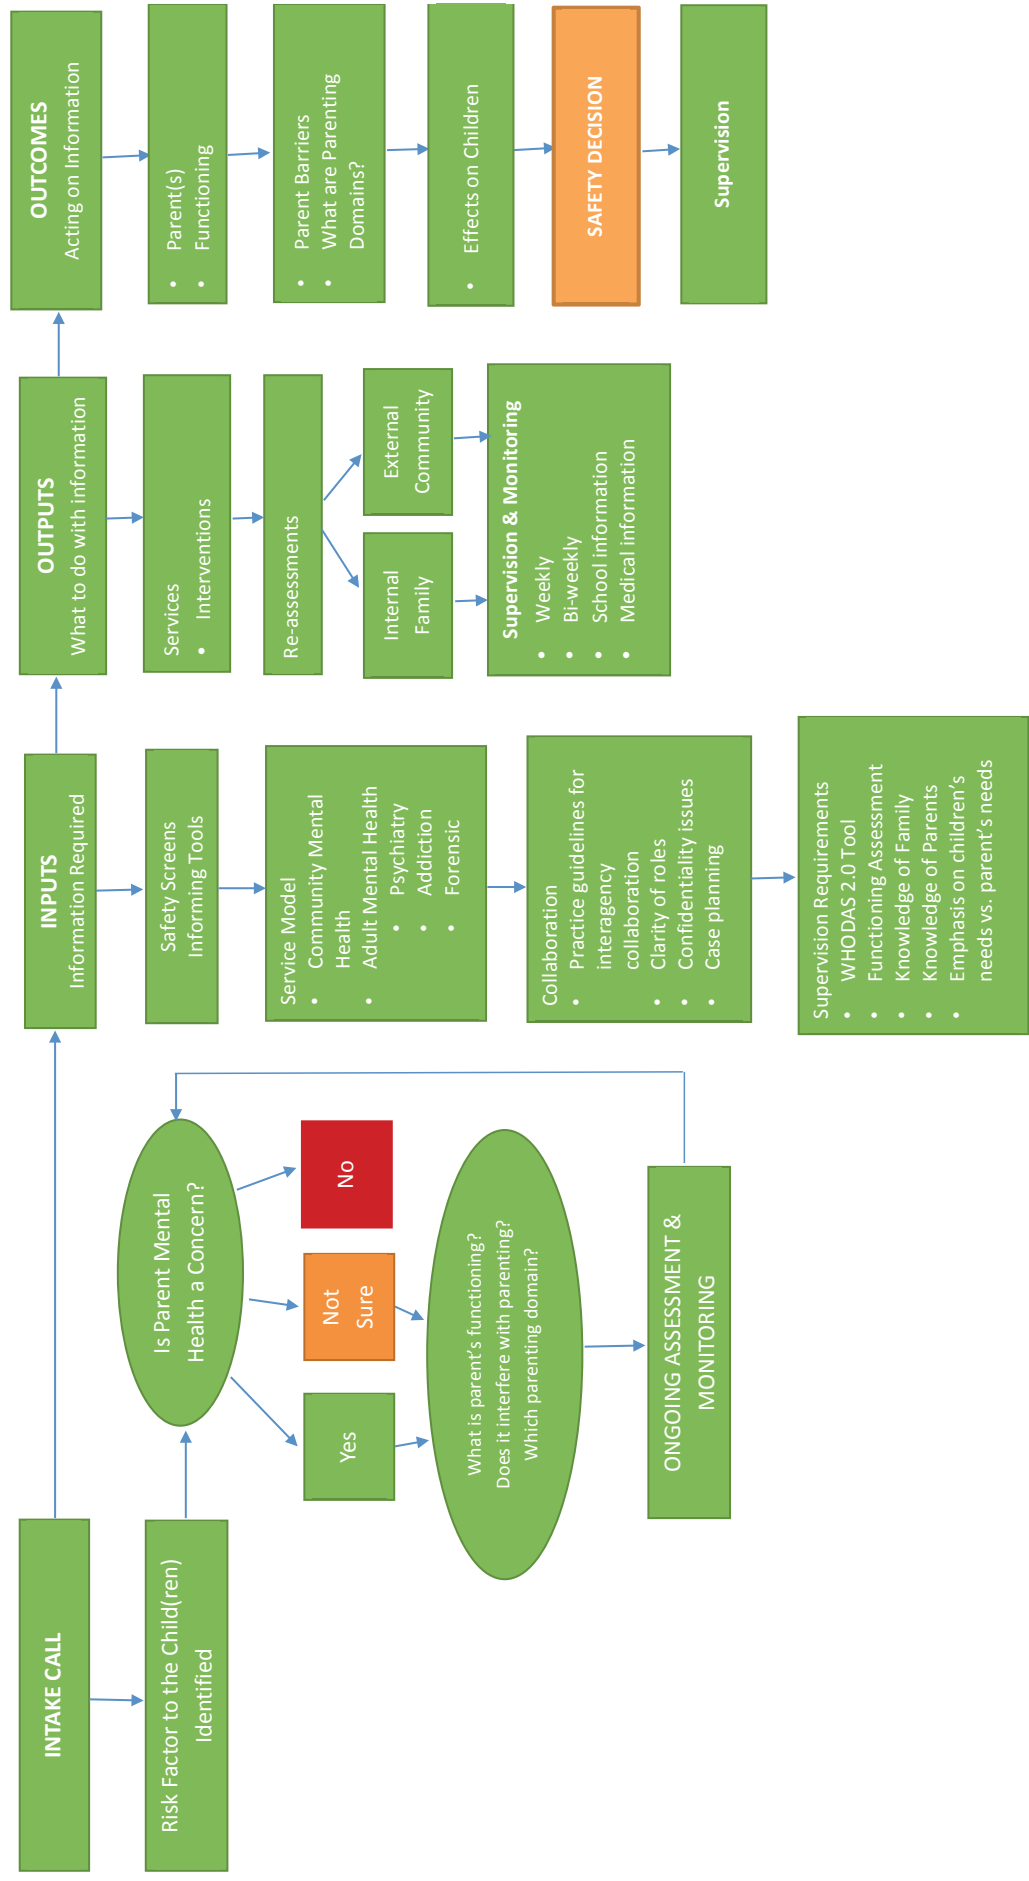 INTAKE CALL
Risk Factor to the Child(ren)
Identified
Is Parent Mental
Health a Concern?
Yes
Not
Sure
No
What is parent's functioning?
Does it interfere with parenting?
Which parenting domain?
ONGOING ASSESSMENT &
MONITORING
INPUTS
Information Required
Safety Screens
Informing Tools
Service Model
• Community Mental
Health
• Adult Mental Health
• Psychiatry
• Addiction
• Forensic
Collaboration
• Practice guidelines for
interagency
collaboration
• Clarity of roles
• Confidentiality issues
• Case planning
Supervision Requirements
• WHODAS 2.0 Tool
• Functioning Assessment
• Knowledge of Family
• Knowledge of Parents
• Emphasis on children's
needs vs. parent's needs
OUTPUTS
What to do with information
Services
• Interventions
Re-assessments
Internal
Family
External
Community
Supervision & Monitoring
• Weekly
• Bi-weekly
• School information
• Medical information
OUTCOMES
Acting on Information
• Parent(s)
• Functioning
• Parent Barriers
• What are Parenting
Domains?
• Effects on Children
SAFETY DECISION
Supervision